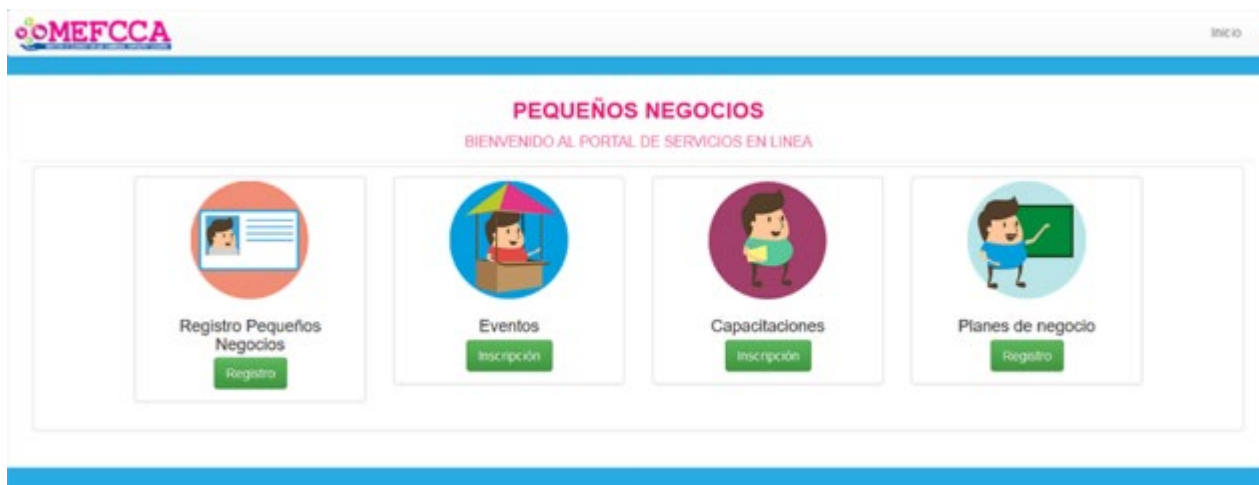 MEFCCA
Inicio
PEQUEÑOS NEGOCIOS
BIENVENIDO AL PORTAL DE SERVICIOS EN LINEA
Registro Pequeños
Negocios
Registro
Eventos
Inscripción
Capacitaciones
Inscripción
Planes de negocio
Registro